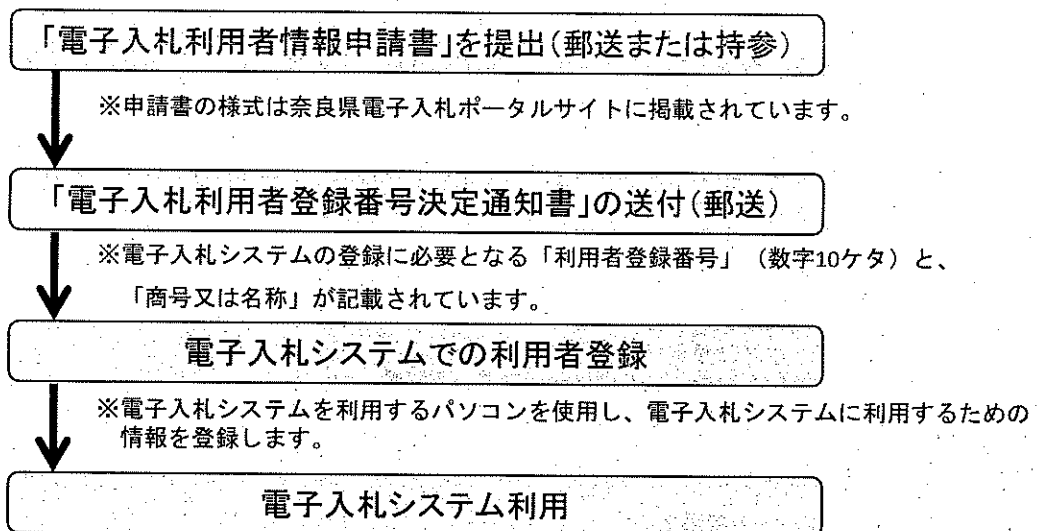 「電子入札利用者情報申請書」を提出(郵送または持参)
※申請書の様式は奈良県電子入札ポータルサイトに掲載されています。
「電子入札利用者登録番号決定通知書」の送付(郵送)
※電子入札システムの登録に必要となる「利用者登録番号」(数字10ケタ)と、
「商号又は名称」が記載されています。
電子入札システムでの利用者登録
※電子入札システムを利用するパソコンを使用し、電子入札システムに利用するための
情報を登録します。
電子入札システム利用